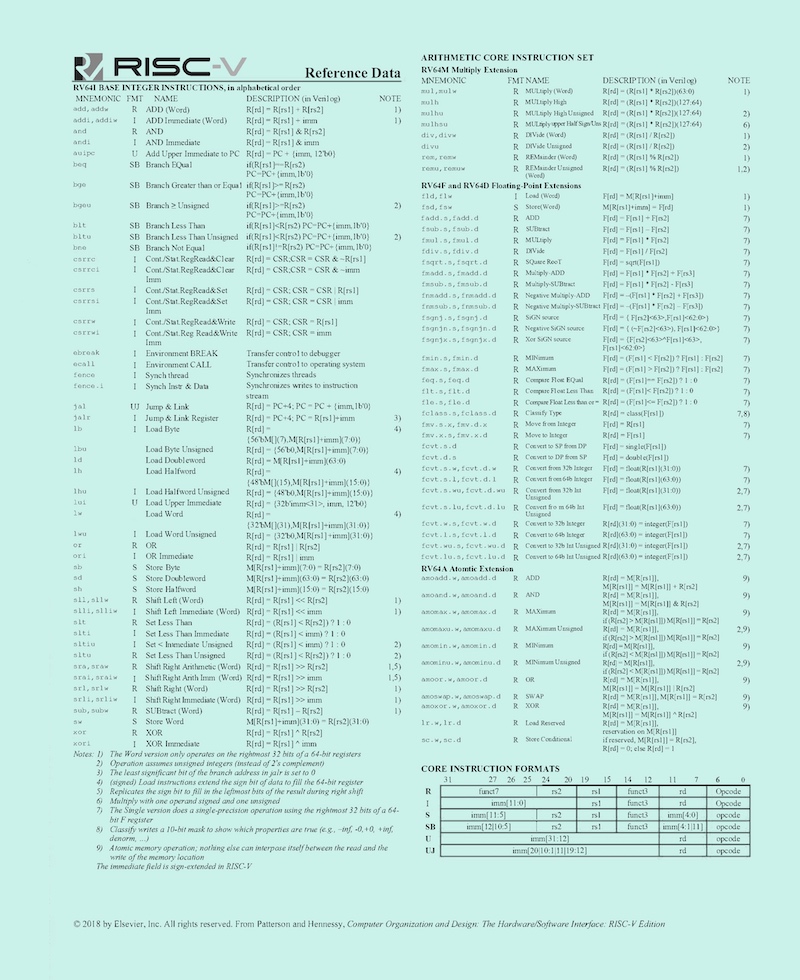 RISC-V
Reference Data
RV64I BASE INTEGER INSTRUCTIONS, in alphabetical order
MNEMONIC FMT NAME DESCRIPTION (in Verilog) NOTE
add,addw R ADD (Word) R[rd] = R[rs1] + R[rs2] 1)
addi,addiw I ADD Immediate (Word) R[rd] = R[rs1] + imm 1)
and R AND R[rd] = R[rs1] & R[rs2]
andi I AND Immediate R[rd] = R[rs1] & imm
auipc U Add Upper Immediate to PC R[rd] = PC + {imm, 12'b0}
beq SB Branch EQual if(R[rs1]==R[rs2)
PC=PC+{imm,1b'0}
bge SB Branch Greater than or Equal if(R[rs1]>=R[rs2)
PC=PC+{imm,1b'0}
bgeu SB Branch ≥ Unsigned if(R[rs1]>=R[rs2) 2)
PC=PC+{imm,1b'0}
blt SB Branch Less Than if(R[rs1]<R[rs2) PC=PC+{imm,1b'0}
bltu SB Branch Less Than Unsigned if(R[rs1]<R[rs2) PC=PC+{imm,1b'0} 2)
bne SB Branch Not Equal if(R[rs1]!=R[rs2) PC=PC+{imm,1b'0}
csrrc I Cont./Stat.RegRead&Clear R[rd] = CSR;CSR = CSR & ~R[rs1]
csrrci I Cont./Stat.RegRead&Clear R[rd] = CSR;CSR = CSR & ~imm
Imm
csrrs I Cont./Stat.RegRead&Set R[rd] = CSR; CSR = CSR | R[rs1]
csrrsi I Cont./Stat.RegRead&Set R[rd] = CSR; CSR = CSR | imm
Imm
csrrw I Cont./Stat.RegRead&Write R[rd] = CSR; CSR = R[rs1]
csrrwi I Cont./Stat.Reg Read&Write R[rd] = CSR; CSR = imm
Imm
ebreak I Environment BREAK Transfer control to debugger
ecall I Environment CALL Transfer control to operating system
fence I Synch thread Synchronizes threads
fence.i I Synch Instr & Data Synchronizes writes to instruction
stream
jal UJ Jump & Link R[rd] = PC+4; PC = PC + {imm,1b'0}
jalr I Jump & Link Register R[rd] = PC+4; PC = R[rs1]+imm 3)
lb I Load Byte R[rd] = 4)
{56'bM[](7),M[R[rs1]+imm](7:0)}
lbu Load Byte Unsigned R[rd] = {56'b0,M[R[rs1]+imm](7:0)}
ld Load Doubleword R[rd] = M[R[rs1]+imm](63:0)
lh Load Halfword R[rd] = 4)
{48'bM[](15),M[R[rs1]+imm](15:0)}
lhu I Load Halfword Unsigned R[rd] = {48'b0,M[R[rs1]+imm](15:0)}
lui U Load Upper Immediate R[rd] = {32b'imm<31>, imm, 12'b0}
lw Load Word R[rd] = 4)
{32'bM[](31),M[R[rs1]+imm](31:0)}
lwu I Load Word Unsigned R[rd] = {32'b0,M[R[rs1]+imm](31:0)}
or R OR R[rd] = R[rs1] | R[rs2]
ori I OR Immediate R[rd] = R[rs1] | imm
sb S Store Byte M[R[rs1]+imm](7:0) = R[rs2](7:0)
sd S Store Doubleword M[R[rs1]+imm](63:0) = R[rs2](63:0)
sh S Store Halfword M[R[rs1]+imm](15:0) = R[rs2](15:0)
sll,sllw R Shift Left (Word) R[rd] = R[rs1] << R[rs2] 1)
slli,slliw I Shift Left Immediate (Word) R[rd] = R[rs1] << imm 1)
slt R Set Less Than R[rd] = (R[rs1] < R[rs2]) ? 1 : 0
slti I Set Less Than Immediate R[rd] = (R[rs1] < imm) ? 1 : 0
sltiu I Set < Immediate Unsigned R[rd] = (R[rs1] < imm) ? 1 : 0 2)
sltu R Set Less Than Unsigned R[rd] = (R[rs1] < R[rs2]) ? 1 : 0 2)
sra,sraw R Shift Right Arithmetic (Word) R[rd] = R[rs1] >> R[rs2] 1,5)
srai,sraiw I Shift Right Arith Imm (Word) R[rd] = R[rs1] >> imm 1,5)
srl,srlw R Shift Right (Word) R[rd] = R[rs1] >> R[rs2] 1)
srli,srliw I Shift Right Immediate (Word) R[rd] = R[rs1] >> imm 1)
sub,subw R SUBtract (Word) R[rd] = R[rs1] – R[rs2] 1)
sw S Store Word M[R[rs1]+imm](31:0) = R[rs2](31:0)
xor R XOR R[rd] = R[rs1] ^ R[rs2]
xori I XOR Immediate R[rd] = R[rs1] ^ imm
Notes: 1) The Word version only operates on the rightmost 32 bits of a 64-bit registers
2) Operation assumes unsigned integers (instead of 2's complement)
3) The least significant bit of the branch address in jalr is set to 0
4) (signed) Load instructions extend the sign bit of data to fill the 64-bit register
5) Replicates the sign bit to fill in the leftmost bits of the result during right shift
6) Multiply with one operand signed and one unsigned
7) The Single version does a single-precision operation using the rightmost 32 bits of a 64-
bit F register
8) Classify writes a 10-bit mask to show which properties are true (e.g., –inf, -0,+0, +inf,
denorm, ...)
9) Atomic memory operation; nothing else can interpose itself between the read and the
write of the memory location
The immediate field is sign-extended in RISC-V
ARITHMETIC CORE INSTRUCTION SET
RV64M Multiply Extension
MNEMONIC FMT NAME DESCRIPTION (in Verilog) NOTE
mul,mulw R MULtiply (Word) R[rd] = (R[rs1] * R[rs2])(63:0) 1)
mulh R MULtiply High R[rd] = (R[rs1] * R[rs2])(127:64)
mulhu R MULtiply High Unsigned R[rd] = (R[rs1] * R[rs2])(127:64) 2)
mulhsu R MULtiply upper Half Sign/Uns R[rd] = (R[rs1] * R[rs2])(127:64) 6)
div,divw R DIVide (Word) R[rd] = (R[rs1] / R[rs2]) 1)
divu R DIVide Unsigned R[rd] = (R[rs1] / R[rs2]) 2)
rem,remw R REMainder (Word) R[rd] = (R[rs1] % R[rs2]) 1)
remu,remuw R REMainder Unsigned R[rd] = (R[rs1] % R[rs2]) 1,2)
(Word)
RV64F and RV64D Floating-Point Extensions
fld,flw I Load (Word) F[rd] = M[R[rs1]+imm] 1)
fsd,fsw S Store(Word) M[R[rs1]+imm] = F[rd] 1)
fadd.s,fadd.d R ADD F[rd] = F[rs1] + F[rs2] 7)
fsub.s,fsub.d R SUBtract F[rd] = F[rs1] – F[rs2] 7)
fmul.s,fmul.d R MULtiply F[rd] = F[rs1] * F[rs2] 7)
fdiv.s,fdiv.d R DIVide F[rd] = F[rs1] / F[rs2] 7)
fsqrt.s,fsqrt.d R SQuare RooT F[rd] = sqrt(F[rs1]) 7)
fmadd.s,fmadd.d R Multiply-ADD F[rd] = F[rs1] * F[rs2] + F[rs3] 7)
fmsub.s,fmsub.d R Multiply-SUBtract F[rd] = F[rs1] * F[rs2] - F[rs3] 7)
fnmadd.s,fnmadd.d R Negative Multiply-ADD F[rd] = –(F[rs1] * F[rs2] + F[rs3]) 7)
fnmsub.s,fnmsub.d R Negative Multiply-SUBtract F[rd] = –(F[rs1] * F[rs2] – F[rs3]) 7)
fsgnj.s,fsgnj.d R SiGN source F[rd] = { F[rs2]<63>,F[rs1]<62:0>} 7)
fsgnjn.s,fsgnjn.d R Negative SiGN source F[rd] = { (~F[rs2]<63>), F[rs1]<62:0>} 7)
fsgnjx.s,fsgnjx.d R Xor SiGN source F[rd] = {F[rs2]<63>^F[rs1]<63>, 7)
F[rs1]<62:0>}
fmin.s,fmin.d R MINimum F[rd] = (F[rs1] < F[rs2]) ? F[rs1] : F[rs2] 7)
fmax.s,fmax.d R MAXimum F[rd] = (F[rs1] > F[rs2]) ? F[rs1] : F[rs2] 7)
feq.s,feq.d R Compare Float EQual R[rd] = (F[rs1]== F[rs2]) ? 1 : 0 7)
flt.s,flt.d R Compare Float Less Than R[rd] = (F[rs1]< F[rs2]) ? 1 : 0 7)
fle.s,fle.d R Compare Float Less than or = R[rd] = (F[rs1]<= F[rs2]) ? 1 : 0 7)
fclass.s,fclass.d R Classify Type R[rd] = class(F[rs1]) 7,8)
fmv.s.x,fmv.d.x R Move from Integer F[rd] = R[rs1] 7)
fmv.x.s,fmv.x.d R Move to Integer R[rd] = F[rs1] 7)
fcvt.s.d R Convert to SP from DP F[rd] = single(F[rs1])
fcvt.d.s R Convert to DP from SP F[rd] = double(F[rs1])
fcvt.s.w,fcvt.d.w R Convert from 32b Integer F[rd] = float(R[rs1](31:0)) 7)
fcvt.s.l,fcvt.d.l R Convert from 64b Integer F[rd] = float(R[rs1](63:0)) 7)
fcvt.s.wu,fcvt.d.wu R Convert from 32b Int F[rd] = float(R[rs1](31:0)) 2,7)
Unsigned
fcvt.s.lu,fcvt.d.lu R Convert from 64b Int F[rd] = float(R[rs1](63:0)) 2,7)
Unsigned
fcvt.w.s,fcvt.w.d R Convert to 32b Integer R[rd](31:0) = integer(F[rs1]) 7)
fcvt.l.s,fcvt.l.d R Convert to 64b Integer R[rd](63:0) = integer(F[rs1]) 7)
fcvt.wu.s,fcvt.wu.d R Convert to 32b Int Unsigned R[rd](31:0) = integer(F[rs1]) 2,7)
fcvt.lu.s,fcvt.lu.d R Convert to 64b Int Unsigned R[rd](63:0) = integer(F[rs1]) 2,7)
RV64A Atomtic Extension
amoadd.w,amoadd.d R ADD R[rd] = M[R[rs1]], 9)
M[R[rs1]] = M[R[rs1]] + R[rs2]
amoand.w,amoand.d R AND R[rd] = M[R[rs1]], 9)
M[R[rs1]] = M[R[rs1]] & R[rs2]
amomax.w,amomax.d R MAXimum R[rd] = M[R[rs1]], 9)
if (R[rs2] > M[R[rs1]]) M[R[rs1]] = R[rs2]
amomaxu.w,amomaxu.d R MAXimum Unsigned R[rd] = M[R[rs1]], 2,9)
if (R[rs2] > M[R[rs1]]) M[R[rs1]] = R[rs2]
amomin.w,amomin.d R MINimum R[rd] = M[R[rs1]], 9)
if (R[rs2] < M[R[rs1]]) M[R[rs1]] = R[rs2]
amominu.w,amominu.d R MINimum Unsigned R[rd] = M[R[rs1]], 2,9)
if (R[rs2] < M[R[rs1]]) M[R[rs1]] = R[rs2]
amoor.w,amoor.d R OR R[rd] = M[R[rs1]], 9)
M[R[rs1]] = M[R[rs1]] | R[rs2]
amoswap.w,amoswap.d R SWAP R[rd] = M[R[rs1]], M[R[rs1]] = R[rs2] 9)
amoxor.w,amoxor.d R XOR R[rd] = M[R[rs1]], 9)
M[R[rs1]] = M[R[rs1]] ^ R[rs2]
lr.w,lr.d R Load Reserved R[rd] = M[R[rs1]],
reservation on M[R[rs1]]
sc.w,sc.d R Store Conditional if reserved, M[R[rs1]] = R[rs2],
R[rd] = 0; else R[rd] = 1
CORE INSTRUCTION FORMATS
31 27 26 25 24 20 19 15 14 12 11 7 6 0
R funct7 rs2 rs1 funct3 rd Opcode
I imm[11:0] rs1 funct3 rd Opcode
S imm[11:5] rs2 rs1 funct3 imm[4:0] opcode
SB imm[12|10:5] rs2 rs1 funct3 imm[4:1|11] opcode
U imm[31:12] rd opcode
UJ imm[20|10:1|11|19:12] rd opcode
© 2018 by Elsevier, Inc. All rights reserved. From Patterson and Hennessy, Computer Organization and Design: The Hardware/Software Interface: RISC-V Edition